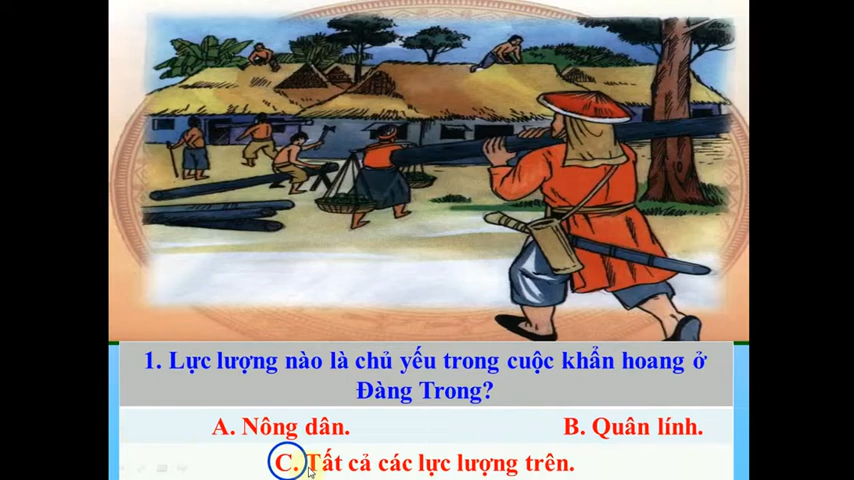 1. Lực lượng nào là chủ yếu trong cuộc khẩn hoang ở
Đàng Trong?
A. Nông dân. B. Quân lính.
C. Tất cả các lực lượng trên.